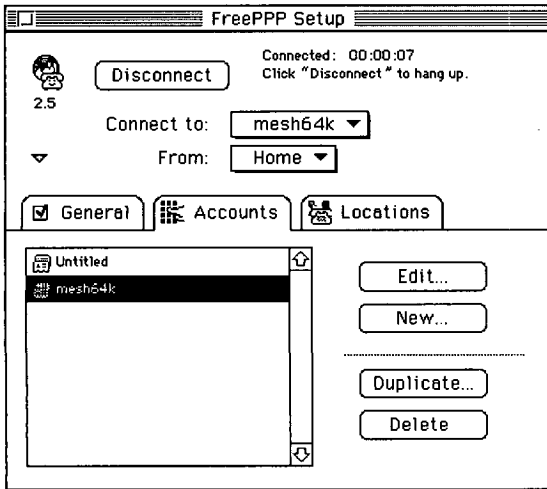 FreePPP Setup
Connected: 00:00:07
Disconnect
Click "Disconnect" to hang up.
2.5
Connect to: mesh64k
From: Home
General Accounts Locations
Untitled
mesh64k
Edit...
New...
Duplicate...
Delete